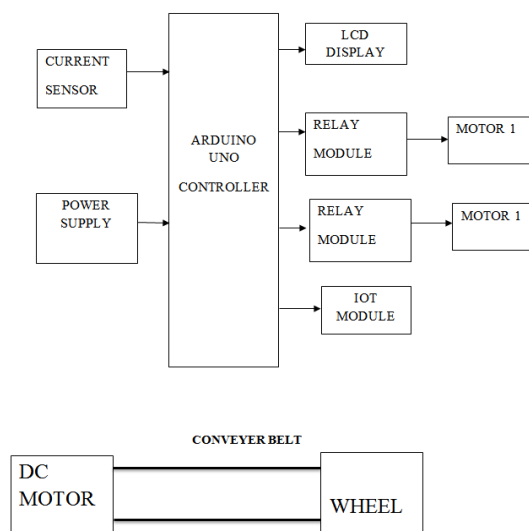 CURRENT
SENSOR
POWER
SUPPLY
ARDUINO
UNO
CONTROLLER
LCD
DISPLAY
RELAY
MODULE
MOTOR 1
RELAY
MODULE
MOTOR 1
IOT
MODULE
CONVEYER BELT
DC
MOTOR
WHEEL